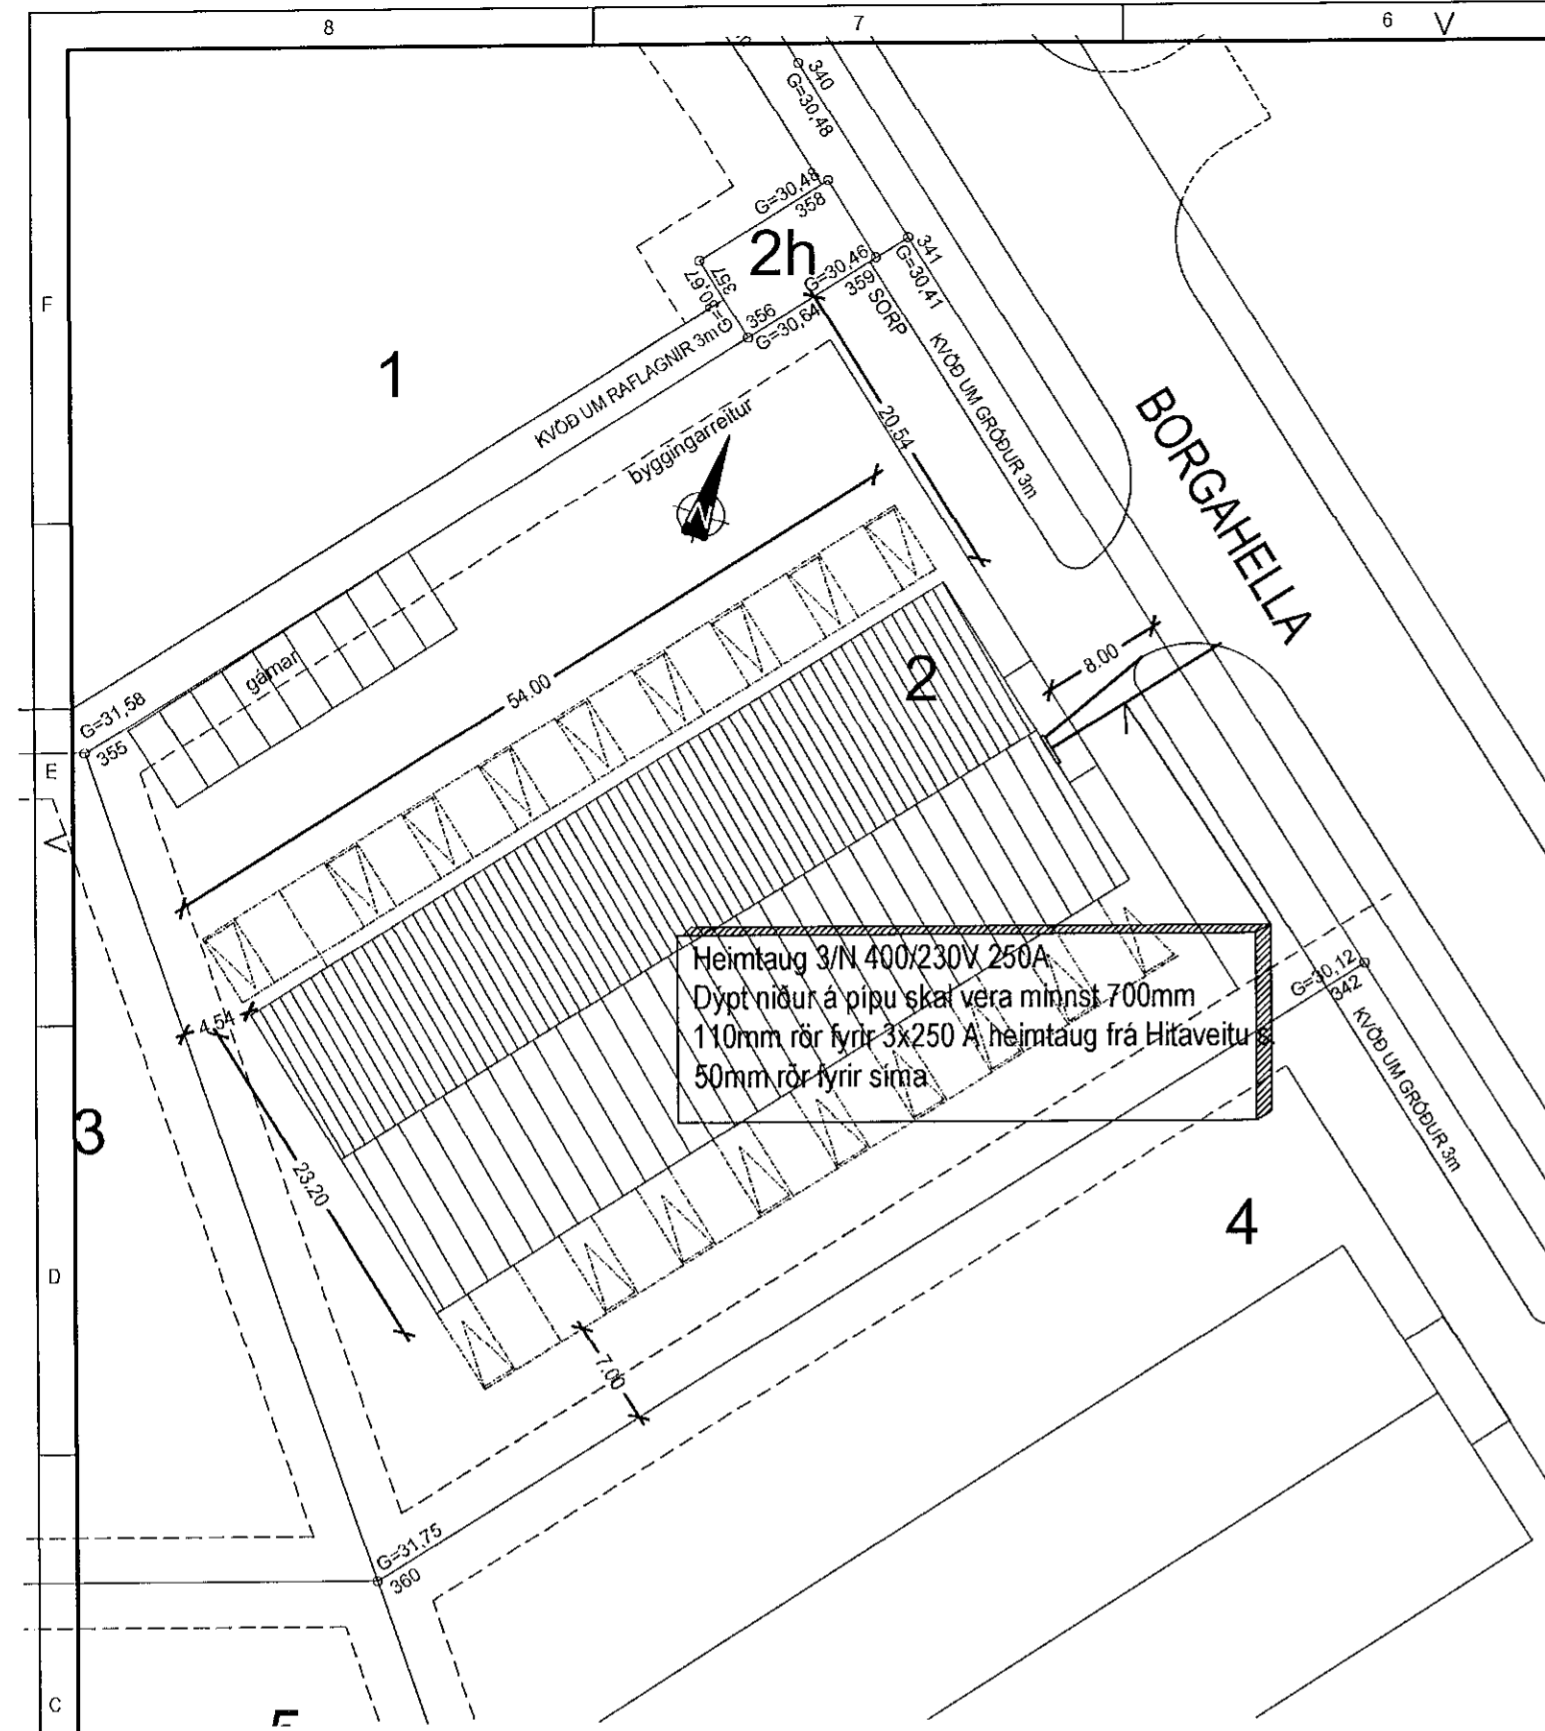 8
7
6
V
340
G=30,48
G=30,48
358
2h
341
G=30,41
G=30,46
359
SORP
357
G=30,67
356
G=30,64
F
1
KVÖÐ UM RAFLAGNIR 3m
KVÖÐ UM GRÓÐUR 3m
BORGAHELLA
byggingarreitur
N
20.54
54.00
gámar
G=31,58
355
2
8.00
1
E
V
Heimtaug 3/N 400/230V 250A
Dýpt niður á pípu skal vera minnst 700mm
110mm rör fyrir 3x250 A heimtaug frá Hitaveitu s.
50mm rör fyrir síma
G=30,12
342
KVÖÐ UM GRÓÐUR 3m
4.54
3
23.20
4
D
7.00
G=31,75
360
C
5